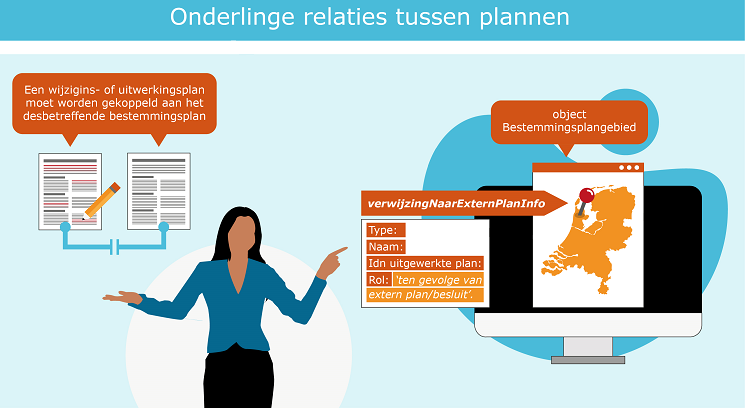 Onderlinge relaties tussen plannen
Een wijzigins- of uitwerkingsplan
moet worden gekoppeld aan het
desbetreffende bestemmingsplan
object
Bestemmingsplangebied
verwijzingNaarExternPlanInfo
Type:
Naam:
Idn uitgewerkte plan:
Rol: ‘ten gevolge van
extern plan/besluit’.